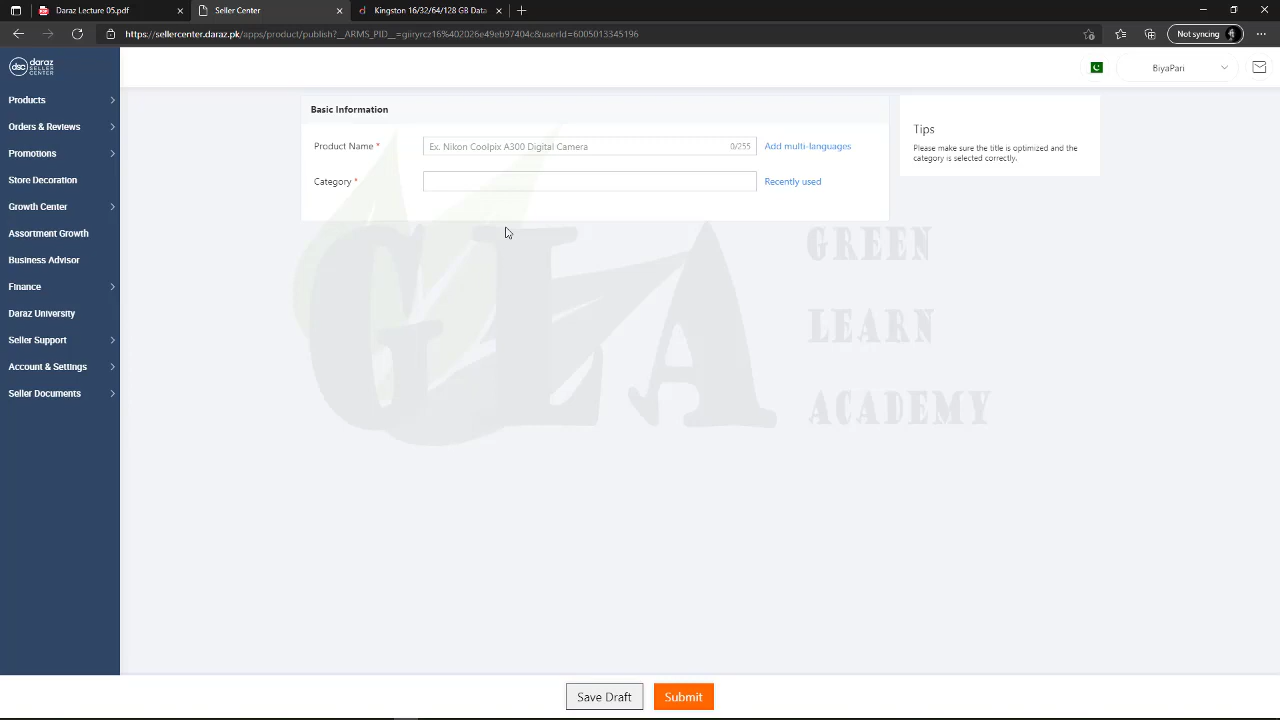 Daraz Lecture 05.pdf
Seller Center
Kingston 16/32/64/128 GB Data
https://sellercenter.daraz.pk/apps/product/publish?__ARMS_PID__=giiryrcz16%402026e49eb97404c&userId=6005013345196
Not syncing
dsc daraz SELLER CENTER
BiyaPari
Products
Orders & Reviews
Promotions
Store Decoration
Growth Center
Assortment Growth
Business Advisor
Finance
Daraz University
Seller Support
Account & Settings
Seller Documents
Basic Information
Product Name *
Ex. Nikon Coolpix A300 Digital Camera
0/255
Add multi-languages
Category *
Recently used
Tips
Please make sure the title is optimized and the
category is selected correctly.
GLA
GREEN
LEARN
ACADEMY
Save Draft
Submit